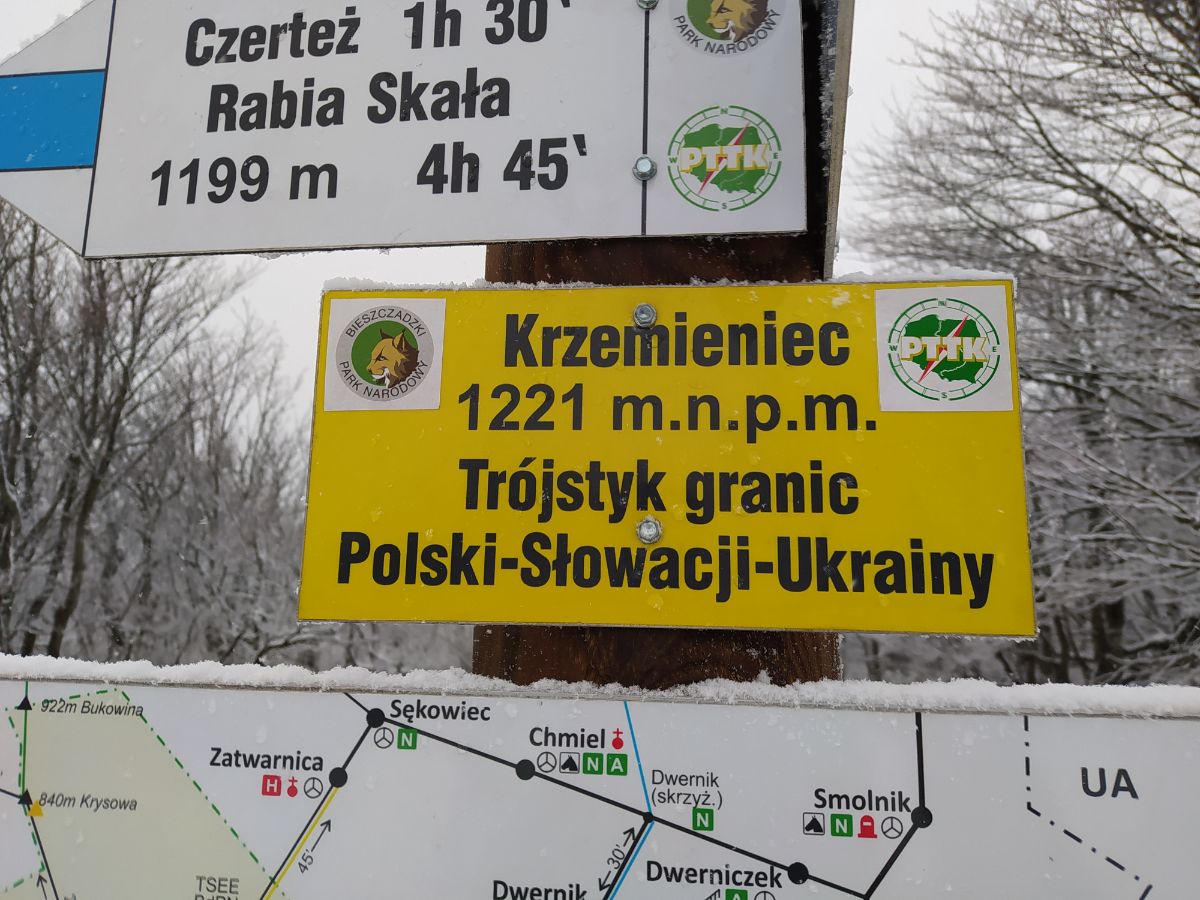 Czerteż 1h 30‛
Rabia Skała
1199 m 4h 45‛
PARK NARODOWY
PTTK
N
E
S
W
BIESZCZADZKI
PARK NARODOWY
Krzemieniec
1221 m.n.p.m.
Trójstyk granic
Polski-Słowacji-Ukrainy
N
W PTTK E
S
922m Bukowina
Sękowiec
N
Zatwarnica
H
Chmiel
N A
Dwernik
(skrzyż.)
N
UA
840m Krysowa
Smolnik
N
45'
30'
Dwerniczek
A
TSEE
Dwernik